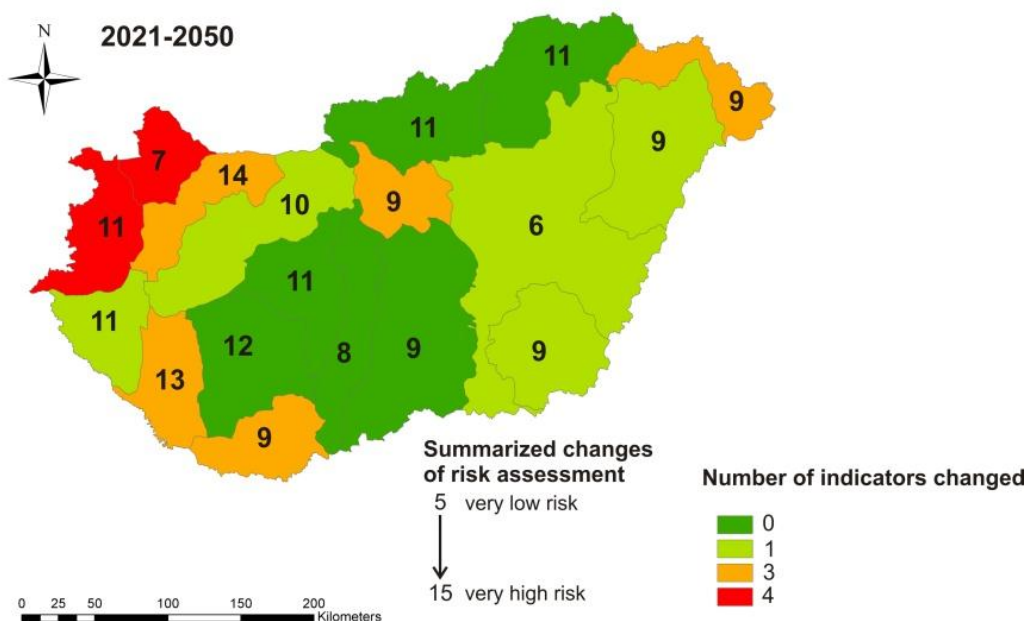 N
2021-2050
11
11
9
9
7
14
10
9
6
11
11
11
12
8
9
9
13
9
Summarized changes
of risk assessment
5 very low risk
15 very high risk
Number of indicators changed
0
1
3
4
0 25 50 100 150 200
Kilometers